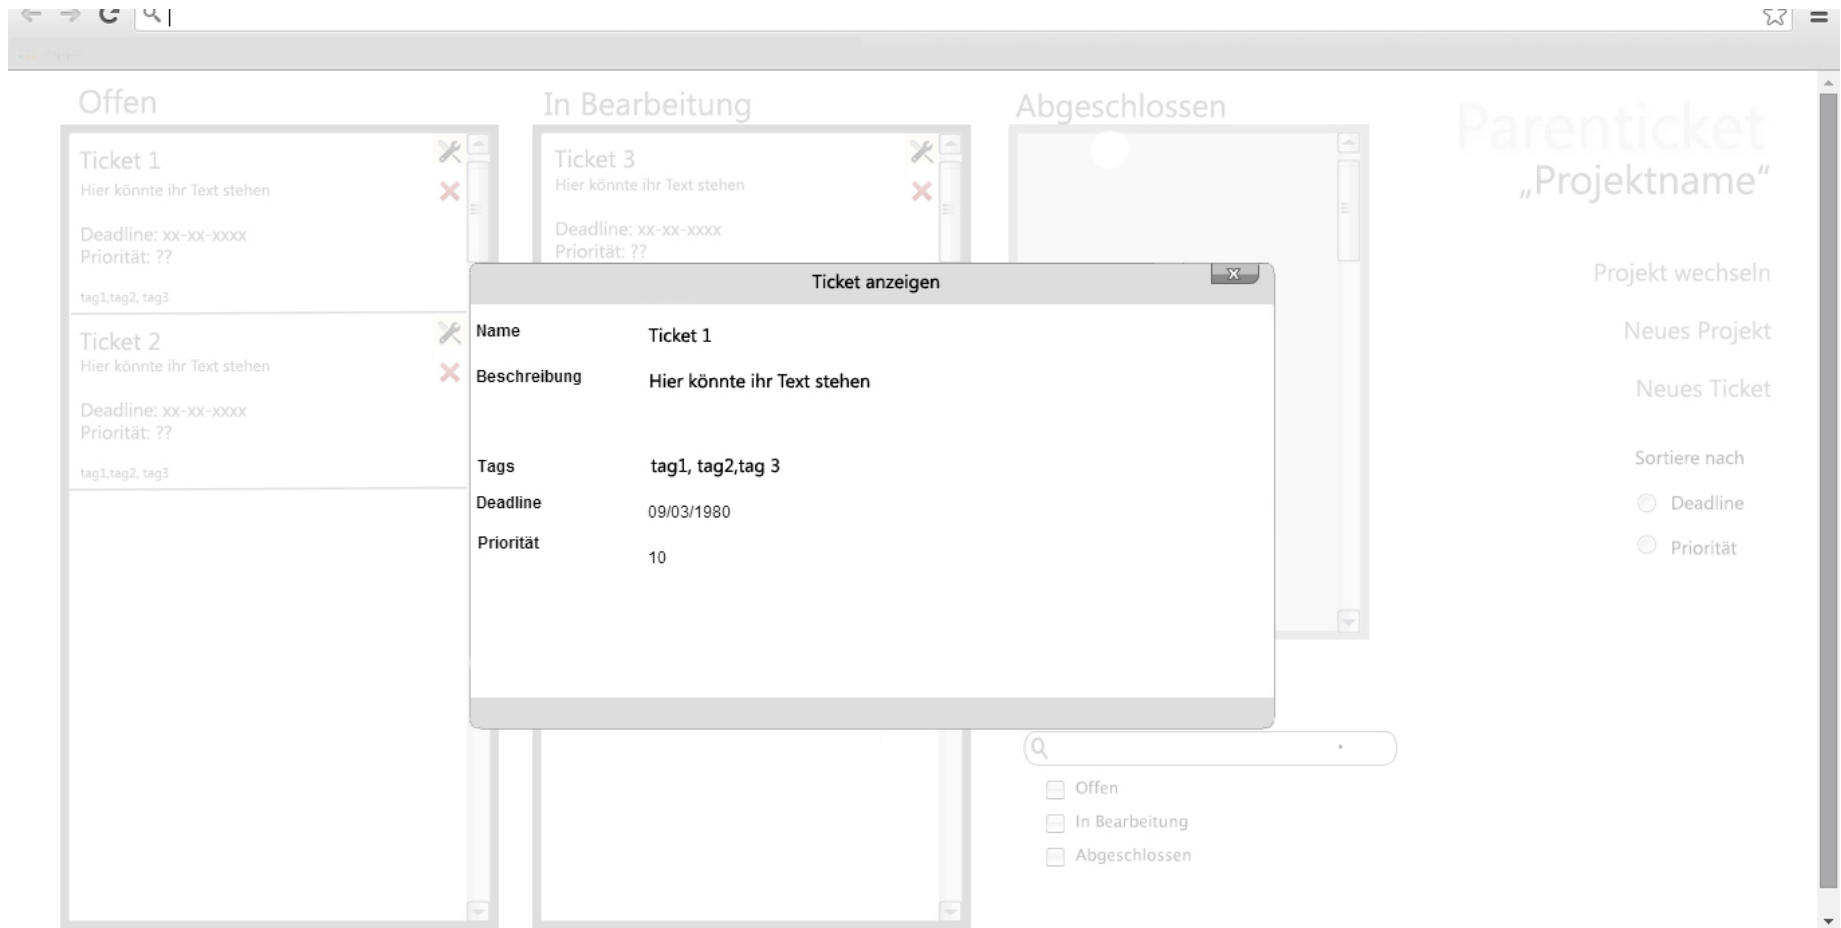 Offen
Ticket 1
Hier könnte ihr Text stehen
Deadline: xx-xx-xxxx
Priorität: ??
tag1,tag2, tag3
Ticket 2
Hier könnte ihr Text stehen
Deadline: xx-xx-xxxx
Priorität: ??
tag1,tag2, tag3
In Bearbeitung
Ticket 3
Hier könnte ihr Text stehen
Deadline: xx-xx-xxxx
Priorität: ??
Abgeschlossen
Parenticket
„Projektname“
Projekt wechseln
Neues Projekt
Neues Ticket
Sortiere nach
Deadline
Priorität
Ticket anzeigen
x
Name Ticket 1
Beschreibung Hier könnte ihr Text stehen
Tags tag1, tag2,tag 3
Deadline 09/03/1980
Priorität 10
Offen
In Bearbeitung
Abgeschlossen